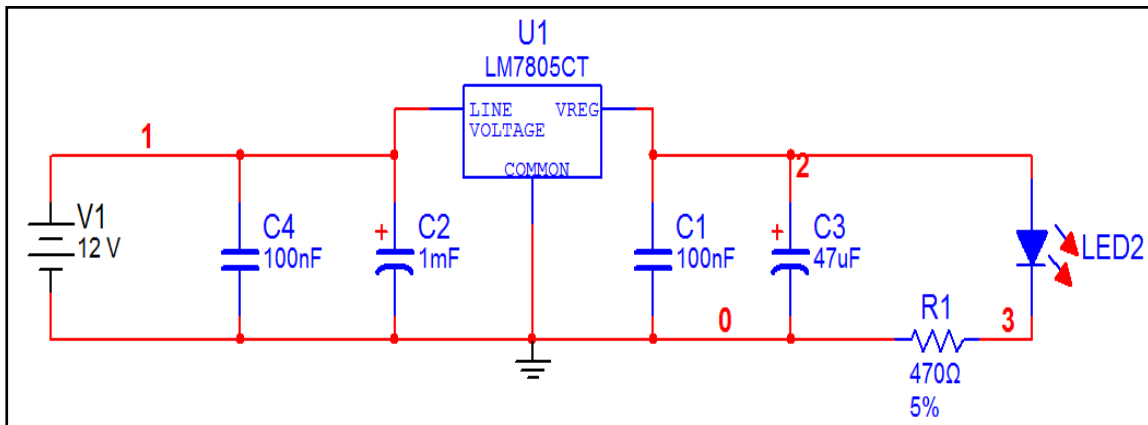 U1
LM7805CT
LINE VREG
VOLTAGE
COMMON
1
2
V1
12 V
C4
100nF
+
C2
1mF
C1
100nF
+
C3
47uF
LED2
0
R1
3
470Ω
5%